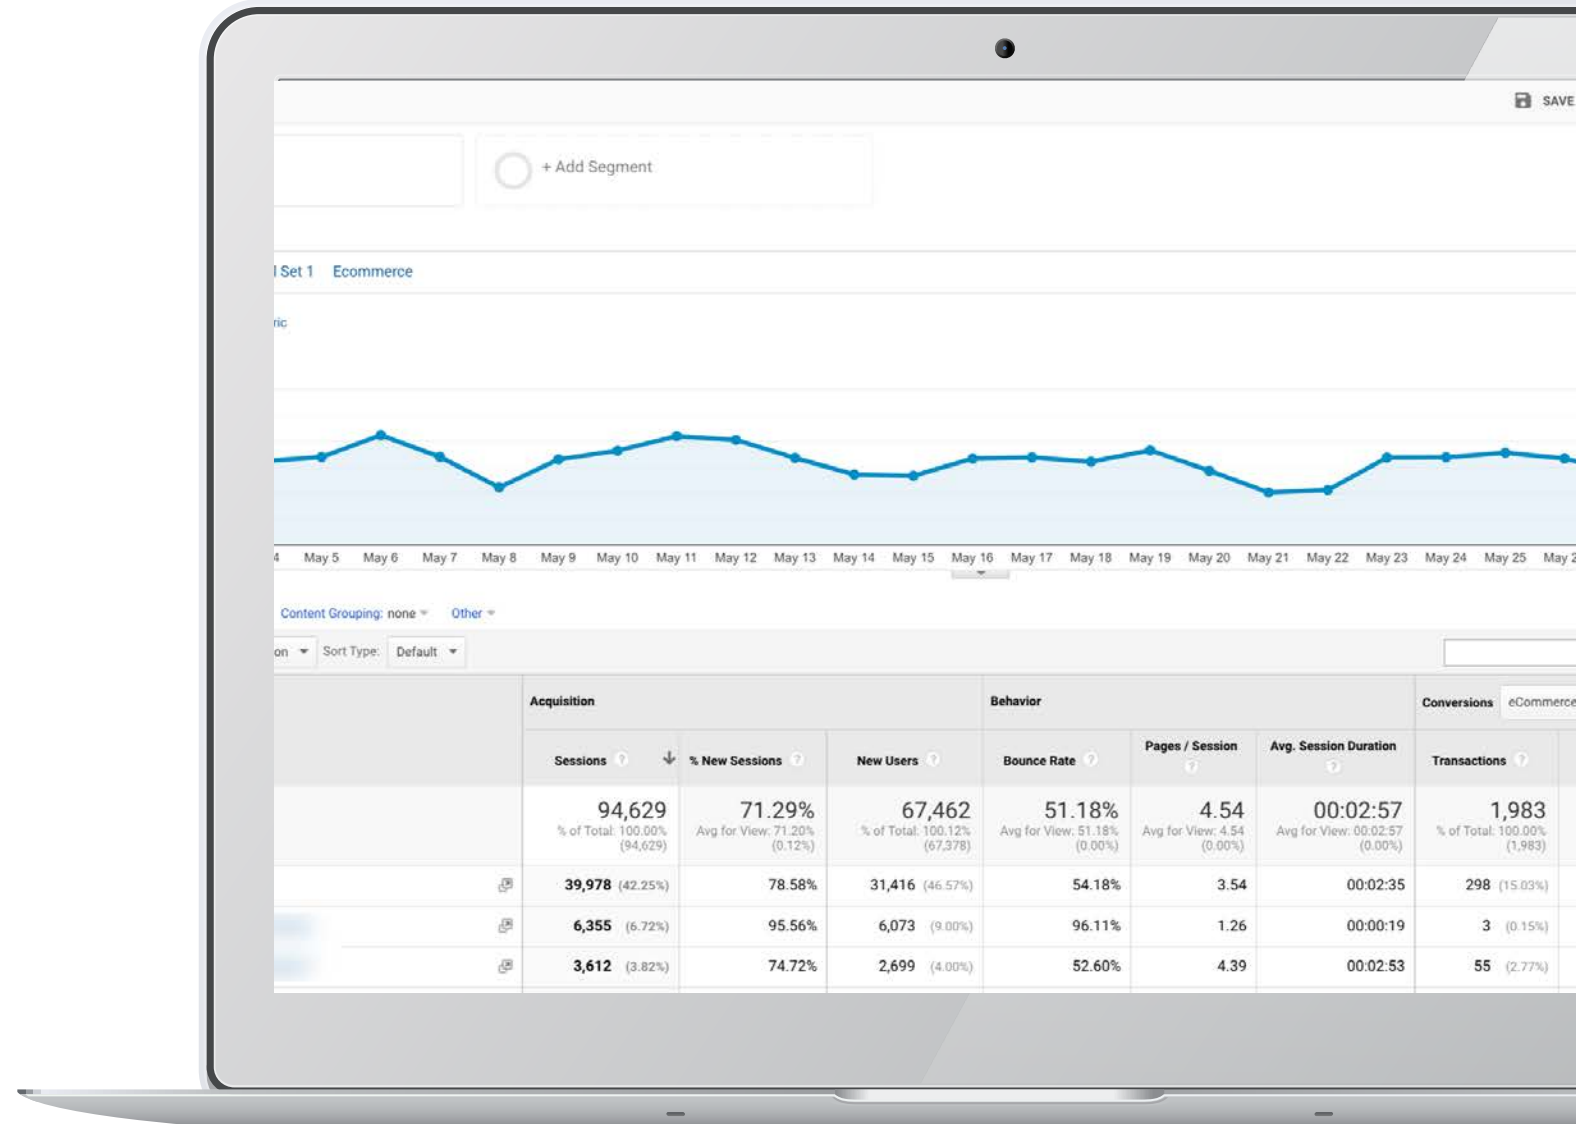 SAVE
+ Add Segment
Set 1 Ecommerce
ric
4 May 5 May 6 May 7 May 8 May 9 May 10 May 11 May 12 May 13 May 14 May 15 May 16 May 17 May 18 May 19 May 20 May 21 May 22 May 23 May 24 May 25 May 2
Content Grouping: none Other
on Sort Type: Default
Acquisition Behavior Conversions eCommerce
Sessions ? % New Sessions ? New Users ? Bounce Rate ? Pages / Session ? Avg. Session Duration ? Transactions ?
94,629 71.29% 67,462 51.18% 4.54 00:02:57 1,983
% of Total: 100.00% Avg for View: 71.20% % of Total: 100.12% Avg for View: 51.18% Avg for View: 4.54 Avg for View: 00:02:57 % of Total: 100.00%
(94,629) (0.12%) (67,378) (0.00%) (0.00%) (0.00%) (1,983)
39,978 (42.25%) 78.58% 31,416 (46.57%) 54.18% 3.54 00:02:35 298 (15.03%)
6,355 (6.72%) 95.56% 6,073 (9.00%) 96.11% 1.26 00:00:19 3 (0.15%)
3,612 (3.82%) 74.72% 2,699 (4.00%) 52.60% 4.39 00:02:53 55 (2.77%)